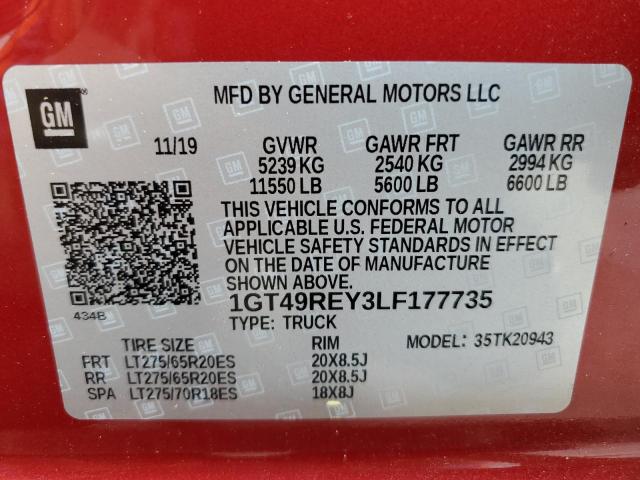 GM
MFD BY GENERAL MOTORS LLC
11/19 GVWR GAWR FRT GAWR RR
5239 KG 2540 KG 2994 KG
11550 LB 5600 LB 6600 LB
THIS VEHICLE CONFORMS TO ALL
APPLICABLE U.S. FEDERAL MOTOR
VEHICLE SAFETY STANDARDS IN EFFECT
ON THE DATE OF MANUFACTURE
SHOWN ABOVE.
434B
1GT49REY3LF177735
TYPE: TRUCK MODEL: 35TK20943
TIRE SIZE RIM
FRT LT275/65R20ES 20X8.5J
RR LT275/65R20ES 20X8.5J
SPA LT275/70R18ES 18X8J